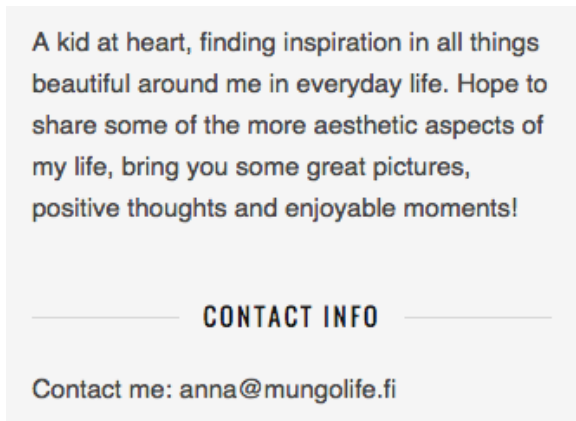 A kid at heart, finding inspiration in all things
beautiful around me in everyday life. Hope to
share some of the more aesthetic aspects of
my life, bring you some great pictures,
positive thoughts and enjoyable moments!
CONTACT INFO
Contact me: anna@mungolife.fi